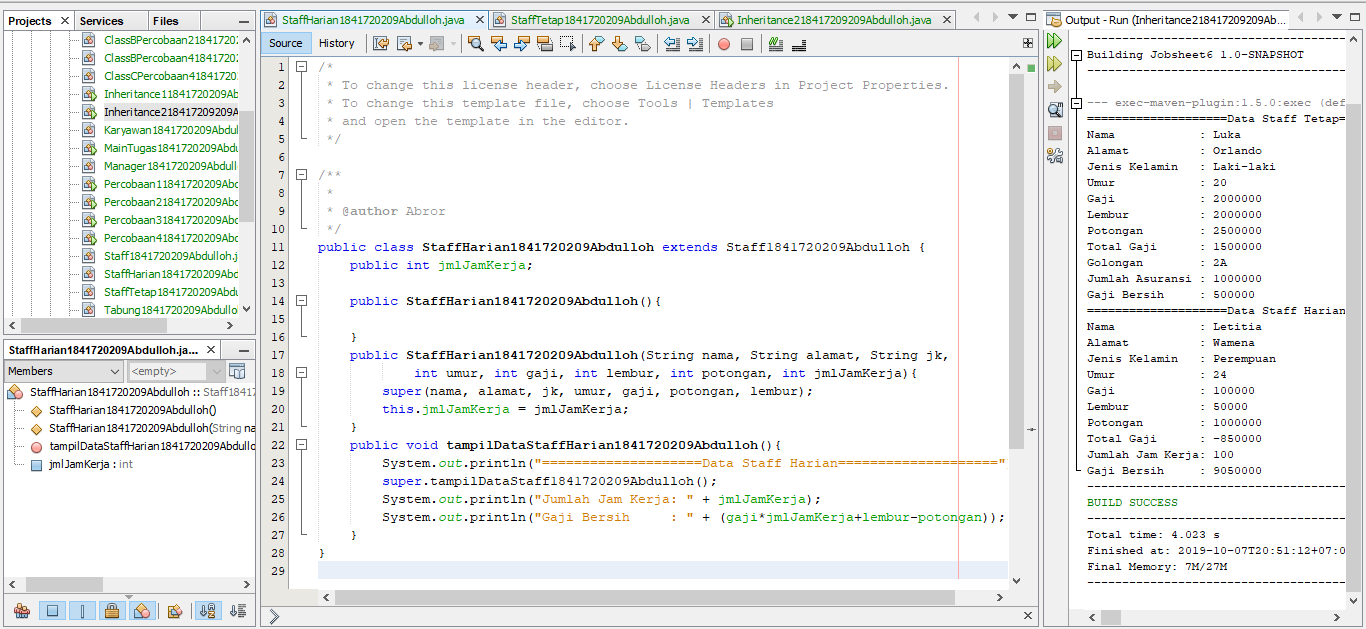 Projects
Services
Files
ClassBPercobaan218417202
ClassBPercobaan418417202
ClassCPercobaan418417202
Inheritance11841720209Ab
Inheritance218417209209A
Karyawan1841720209Abdul
MainTugas1841720209Abdu
Manager1841720209Abdull
Percobaan11841720209Abd
Percobaan21841720209Abd
Percobaan31841720209Abd
Percobaan41841720209Abd
Staff1841720209Abdulloh.j
StaffHarian1841720209Abd
StaffTetap1841720209Abdu
Tabung1841720209Abdullo
StaffHarian1841720209Abdulloh.ja...
Members
<empty>
StaffHarian1841720209Abdulloh :: Staff18417
StaffHarian1841720209Abdulloh()
StaffHarian1841720209Abdulloh(String na
tampilDataStaffHarian1841720209Abdullo
jmlJamKerja : int
StaffHarian1841720209Abdulloh.java
StaffTetap1841720209Abdulloh.java
Inheritance218417209209Abdulloh.java
Source
History
1 /*
2 * To change this license header, choose License Headers in Project Properties.
3 * To change this template file, choose Tools | Templates
4 * and open the template in the editor.
5 */
6
7 /**
8 *
9 * @author Abror
10 */
11 public class StaffHarian1841720209Abdulloh extends Staff1841720209Abdulloh {
12 public int jmlJamKerja;
13
14 public StaffHarian1841720209Abdulloh(){
15
16 }
17 public StaffHarian1841720209Abdulloh(String nama, String alamat, String jk,
18 int umur, int gaji, int lembur, int potongan, int jmlJamKerja){
19 super(nama, alamat, jk, umur, gaji, potongan, lembur);
20 this.jmlJamKerja = jmlJamKerja;
21 }
22 public void tampilDataStaffHarian1841720209Abdulloh(){
23 System.out.println("====================Data Staff Harian===================="
24 super.tampilDataStaff1841720209Abdulloh();
25 System.out.println("Jumlah Jam Kerja: " + jmlJamKerja);
26 System.out.println("Gaji Bersih     : " + (gaji*jmlJamKerja+lembur-potongan));
27 }
28 }
29
Output - Run (Inheritance218417209209Ab...
------------------------------------
Building Jobsheet6 1.0-SNAPSHOT
------------------------------------
--- exec-maven-plugin:1.5.0:exec (def
====================Data Staff Tetap=
Nama : Luka
Alamat : Orlando
Jenis Kelamin : Laki-laki
Umur : 20
Gaji : 2000000
Lembur : 2000000
Potongan : 2500000
Total Gaji : 1500000
Golongan : 2A
Jumlah Asuransi : 1000000
Gaji Bersih : 500000
====================Data Staff Harian
Nama : Letitia
Alamat : Wamena
Jenis Kelamin : Perempuan
Umur : 24
Gaji : 100000
Lembur : 50000
Potongan : 1000000
Total Gaji : -850000
Jumlah Jam Kerja: 100
Gaji Bersih : 9050000
------------------------------------
BUILD SUCCESS
------------------------------------
Total time: 4.023 s
Finished at: 2019-10-07T20:51:12+07:0
Final Memory: 7M/27M
------------------------------------